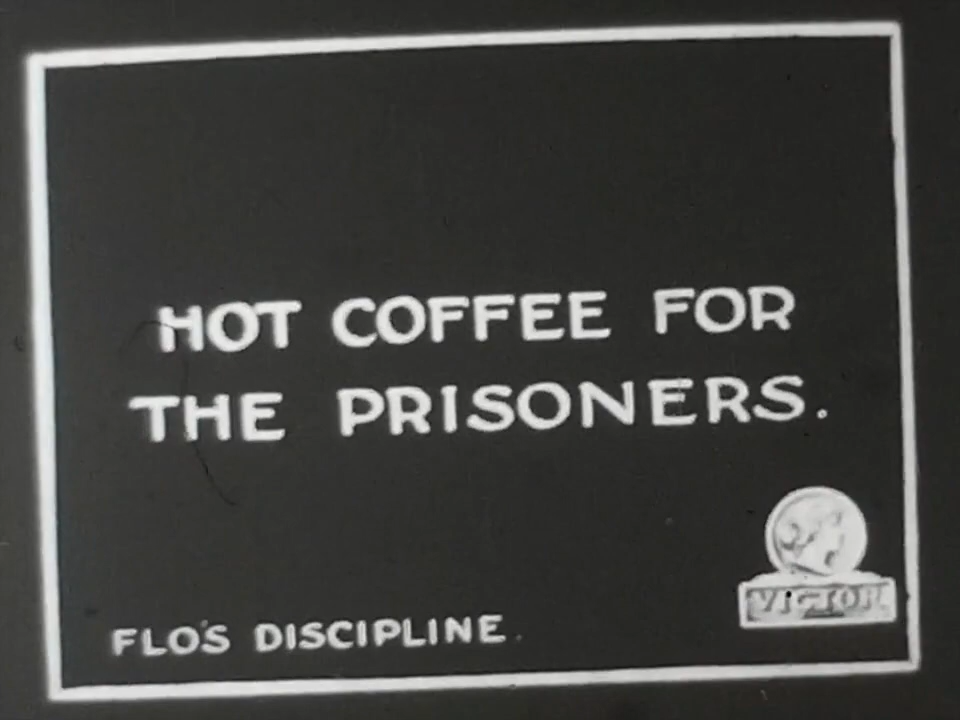 HOT COFFEE FOR
THE PRISONERS.
FLO'S DISCIPLINE.
VICTOR